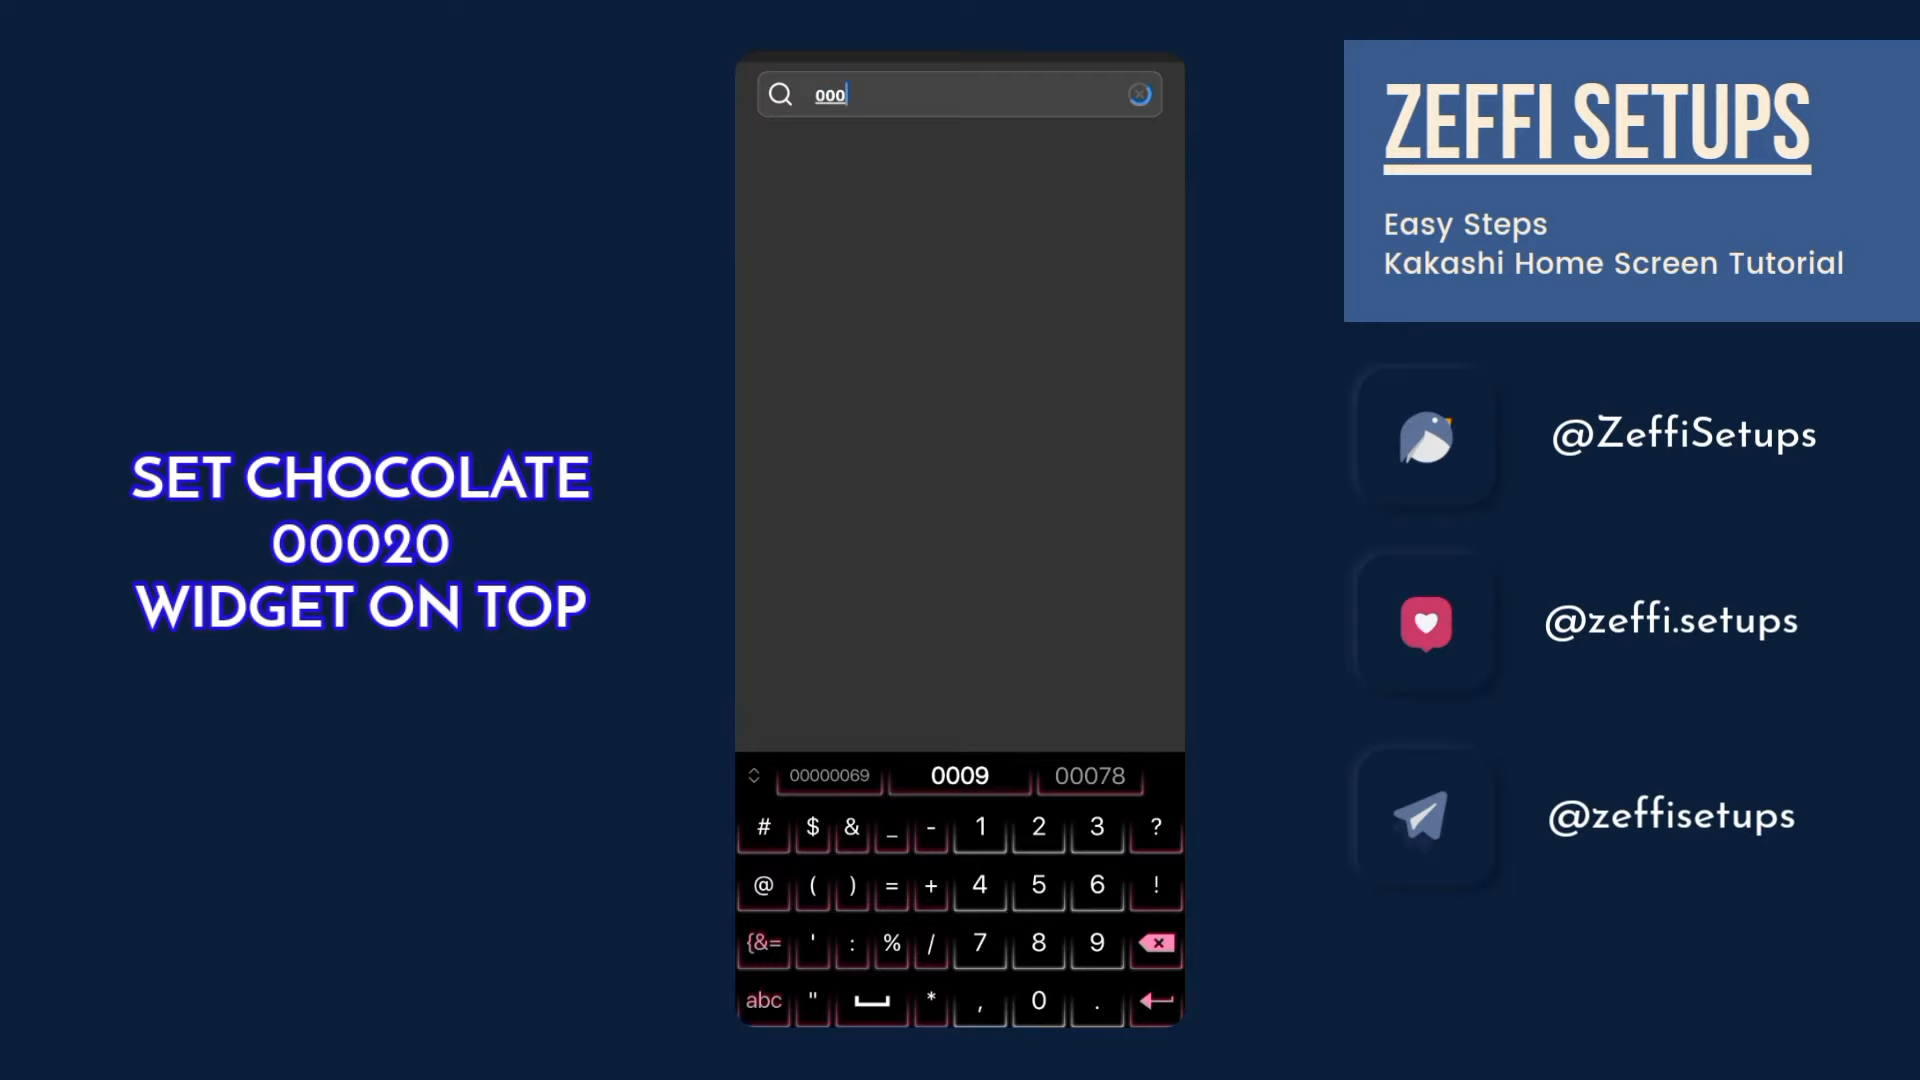 SET CHOCOLATE
00020
WIDGET ON TOP
000
00000069 0009 00078
# $ & _ - 1 2 3 ?
@ ( ) = + 4 5 6 !
{&= ' : % / 7 8 9
abc " * , 0 .
ZEFFI SETUPS
Easy Steps
Kakashi Home Screen Tutorial
@ZeffiSetups
@zeffi.setups
@zeffisetups